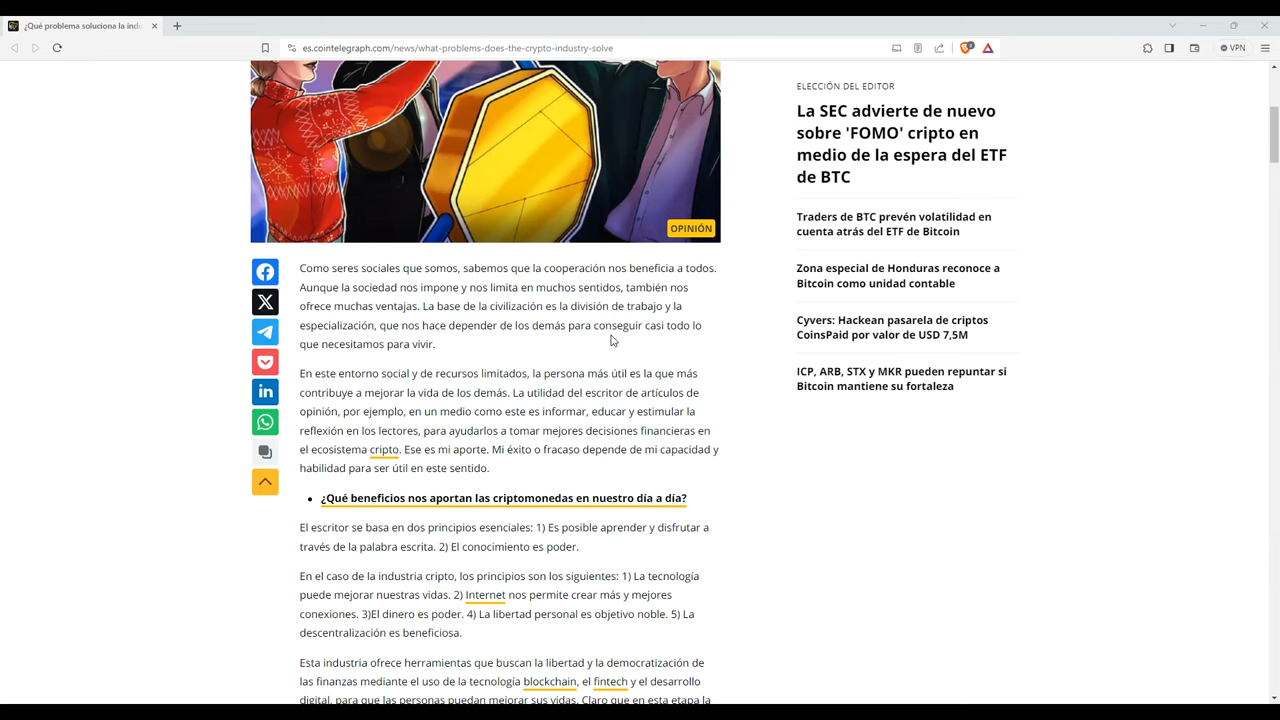 ¿Qué problema soluciona la indu
es.cointelegraph.com/news/what-problems-does-the-crypto-industry-solve
VPN
OPINIÓN
Como seres sociales que somos, sabemos que la cooperación nos beneficia a todos.
Aunque la sociedad nos impone y nos limita en muchos sentidos, también nos
ofrece muchas ventajas. La base de la civilización es la división de trabajo y la
especialización, que nos hace depender de los demás para conseguir casi todo lo
que necesitamos para vivir.
En este entorno social y de recursos limitados, la persona más útil es la que más
contribuye a mejorar la vida de los demás. La utilidad del escritor de artículos de
opinión, por ejemplo, en un medio como este es informar, educar y estimular la
reflexión en los lectores, para ayudarlos a tomar mejores decisiones financieras en
el ecosistema cripto. Ese es mi aporte. Mi éxito o fracaso depende de mi capacidad y
habilidad para ser útil en este sentido.
• ¿Qué beneficios nos aportan las criptomonedas en nuestro día a día?
El escritor se basa en dos principios esenciales: 1) Es posible aprender y disfrutar a
través de la palabra escrita. 2) El conocimiento es poder.
En el caso de la industria cripto, los principios son los siguientes: 1) La tecnología
puede mejorar nuestras vidas. 2) Internet nos permite crear más y mejores
conexiones. 3)El dinero es poder. 4) La libertad personal es objetivo noble. 5) La
descentralización es beneficiosa.
Esta industria ofrece herramientas que buscan la libertad y la democratización de
las finanzas mediante el uso de la tecnología blockchain, el fintech y el desarrollo
digital, para que las personas puedan mejorar sus vidas. Claro que en esta etapa la
ELECCIÓN DEL EDITOR
La SEC advierte de nuevo
sobre 'FOMO' cripto en
medio de la espera del ETF
de BTC
Traders de BTC prevén volatilidad en
cuenta atrás del ETF de Bitcoin
Zona especial de Honduras reconoce a
Bitcoin como unidad contable
Cyvers: Hackean pasarela de criptos
CoinsPaid por valor de USD 7,5M
ICP, ARB, STX y MKR pueden repuntar si
Bitcoin mantiene su fortaleza